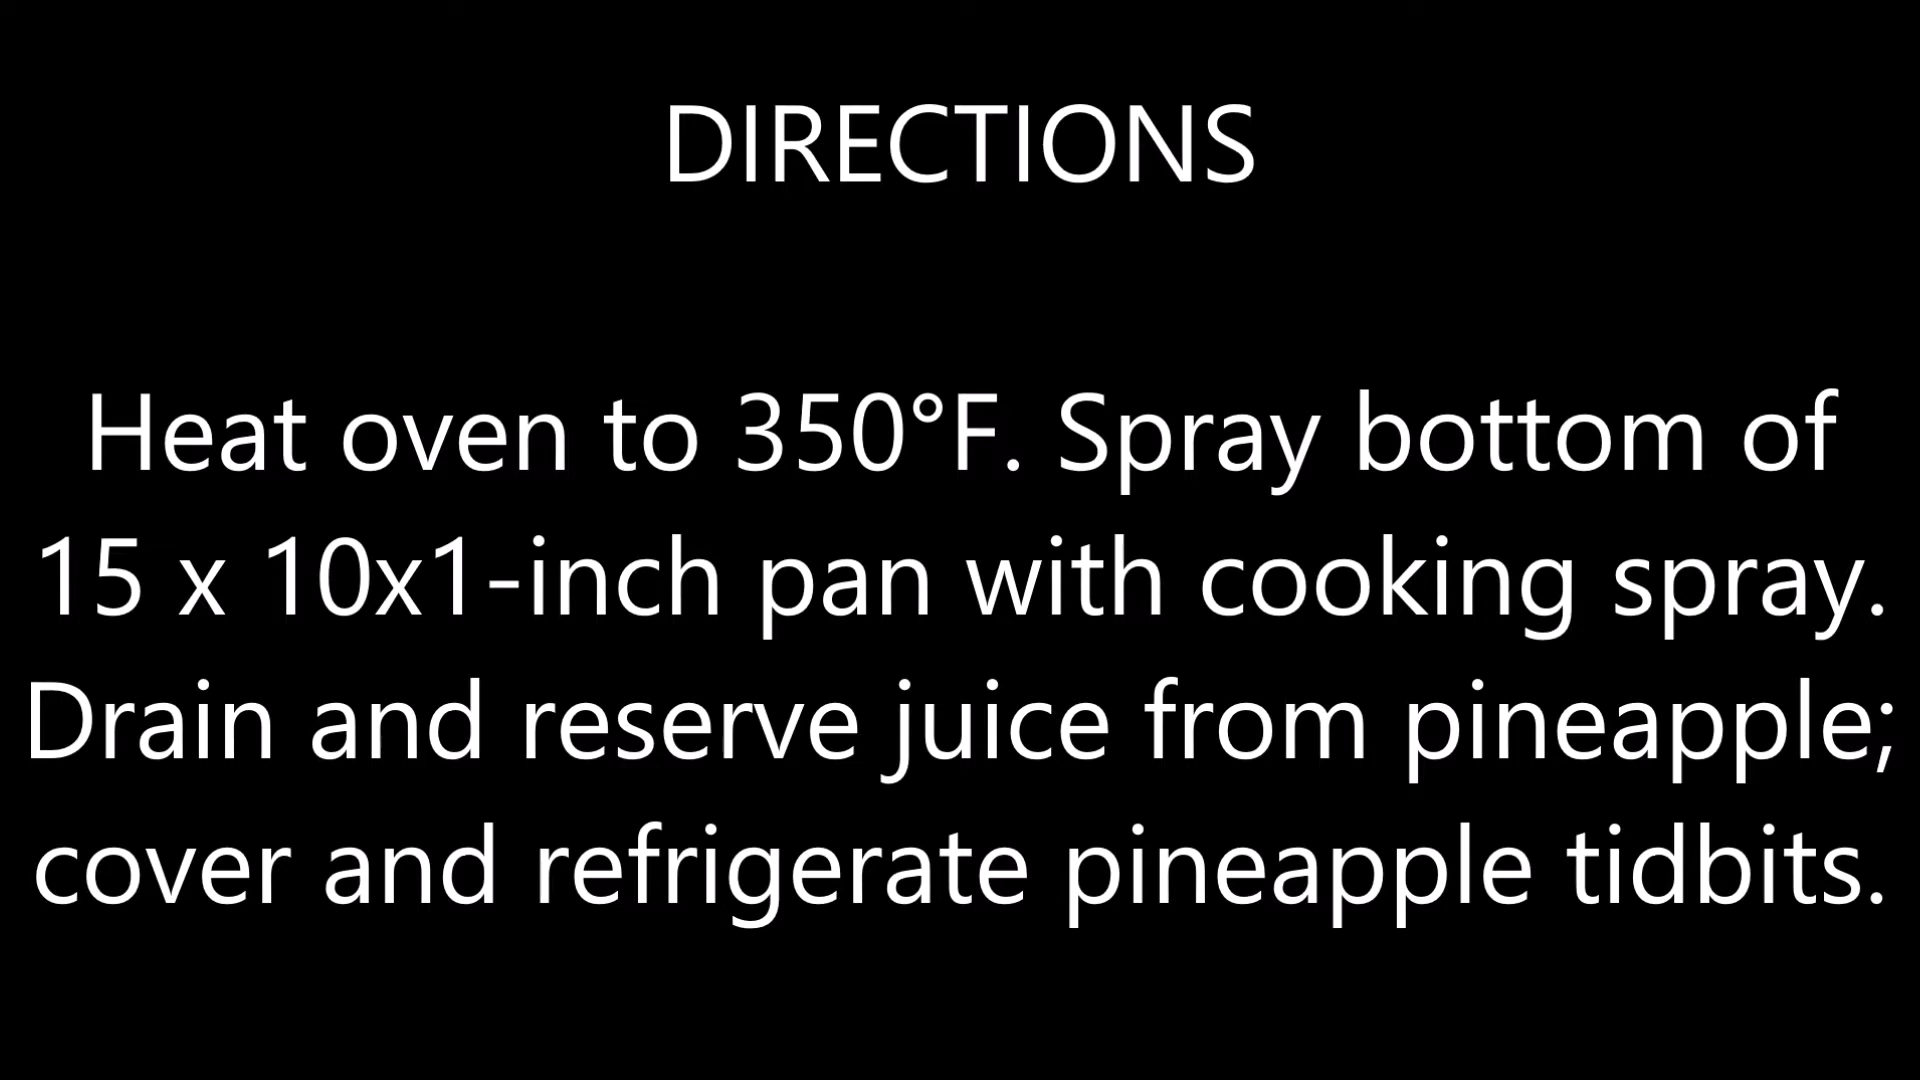 DIRECTIONS
Heat oven to 350°F. Spray bottom of
15 x 10x1-inch pan with cooking spray.
Drain and reserve juice from pineapple;
cover and refrigerate pineapple tidbits.